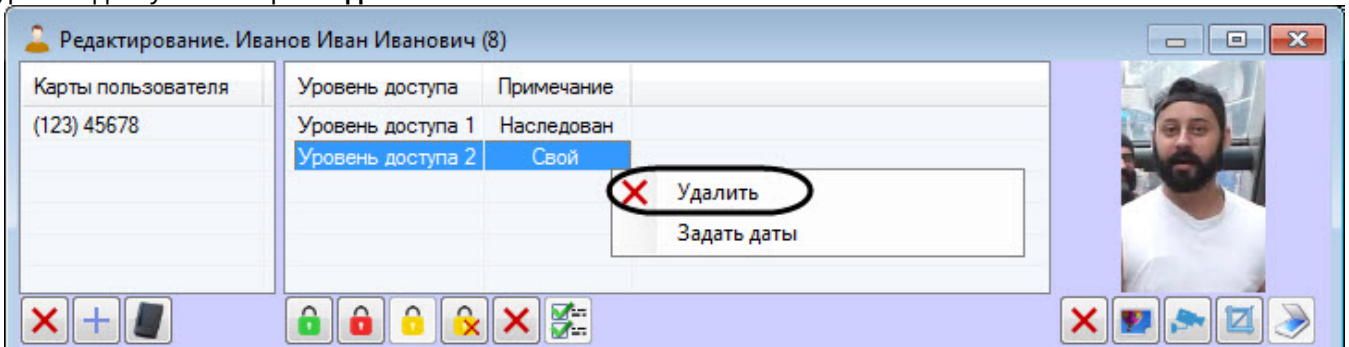 Редактирование. Иванов Иван Иванович (8)
Карты пользователя
(123) 45678
Уровень доступа Примечание
Уровень доступа 1 Наследован
Уровень доступа 2 Свой
Удалить
Задать даты